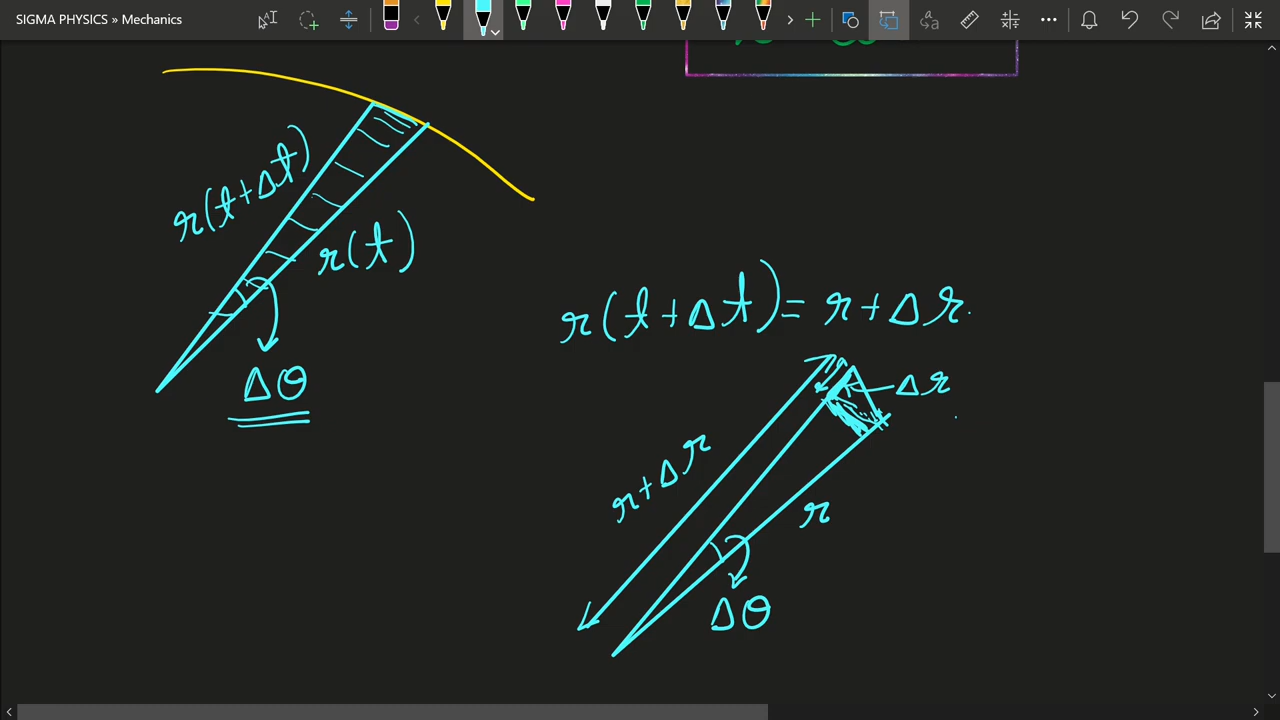 SIGMA PHYSICS » Mechanics
r(t+Δt)
r(t)
Δθ
r(t+Δt)= r+Δr
Δr
r+Δr
r
Δθ